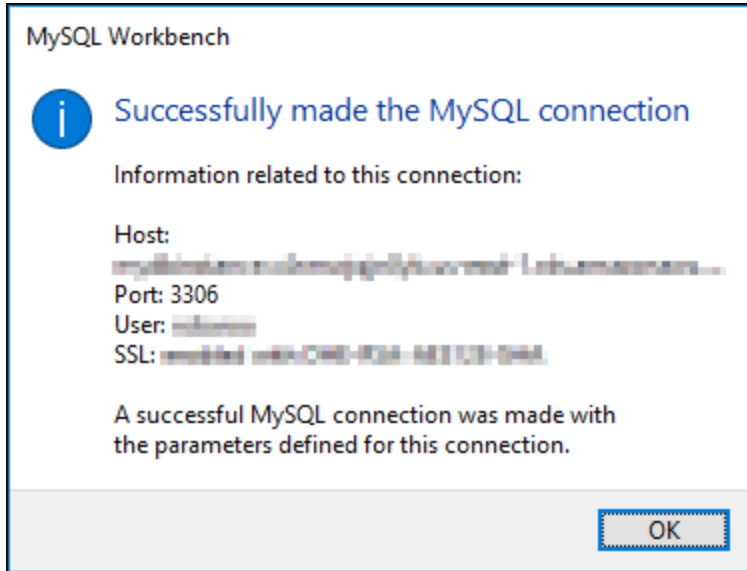 MySQL Workbench
Successfully made the MySQL connection
Information related to this connection:
Host:
Port: 3306
User:
SSL:
A successful MySQL connection was made with
the parameters defined for this connection.
OK